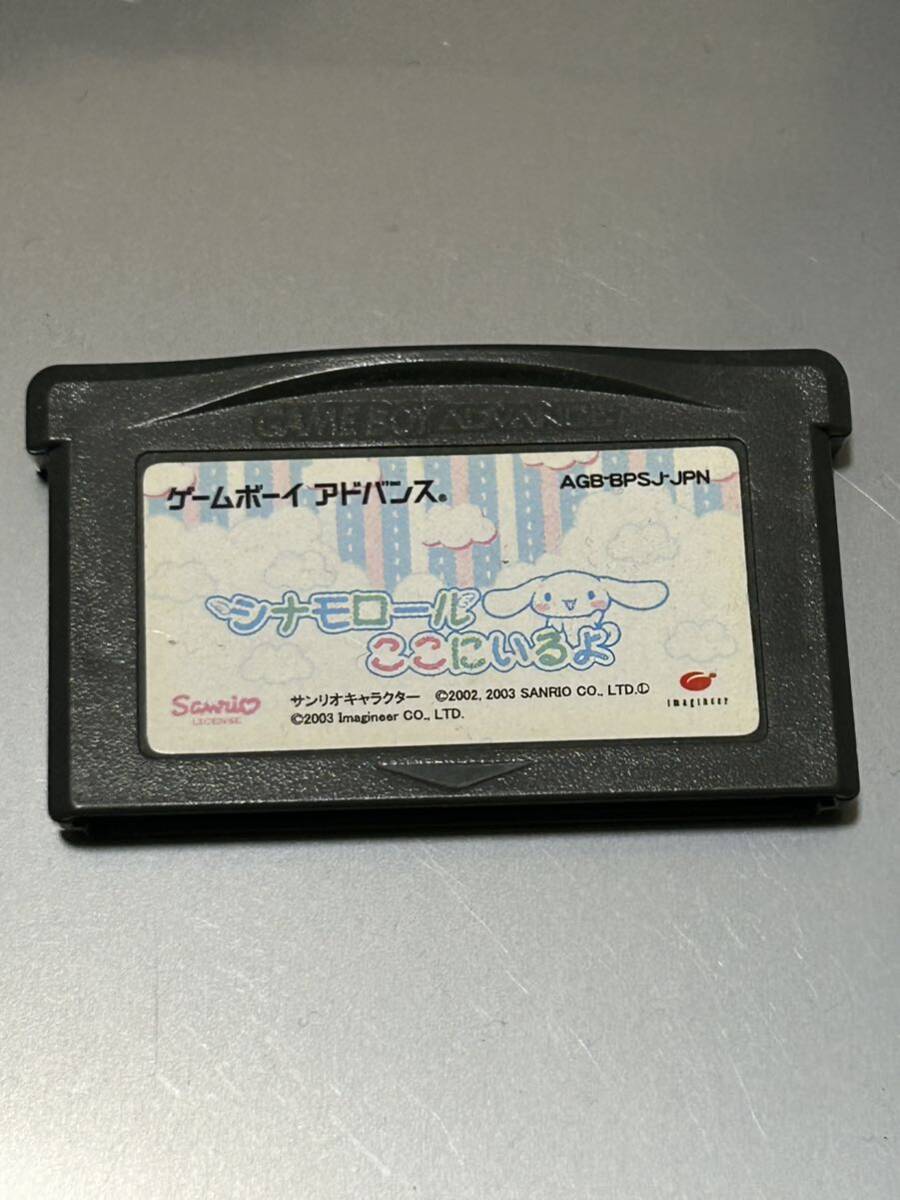 GAME BOY ADVANCE
ゲームボーイ アドバンス®
AGB-BPSJ-JPN
シナモロール
ここにいるよ
Sanrio
LICENSE
サンリオキャラクター ©2002, 2003 SANRIO CO., LTD.①
©2003 Imagineer CO., LTD.
imagineer